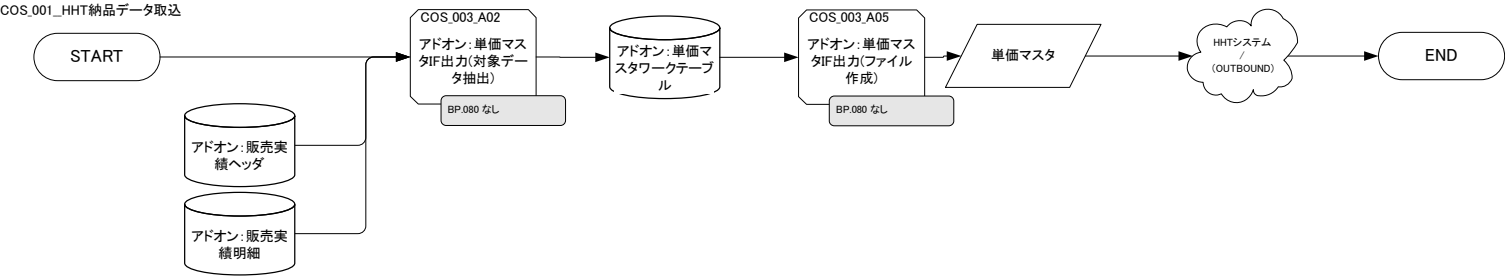 COS_001_HHT納品データ取込
START
COS_003_A02
アドオン：単価マス
タIF出力(対象デー
タ抽出)
BP.080 なし
アドオン：単価マ
スタワークテーブ
ル
COS_003_A05
アドオン：単価マス
タIF出力(ファイル
作成)
BP.080 なし
単価マスタ
HHTシステム
/
（OUTBOUND）
END
アドオン：販売実
績ヘッダ
アドオン：販売実
績明細